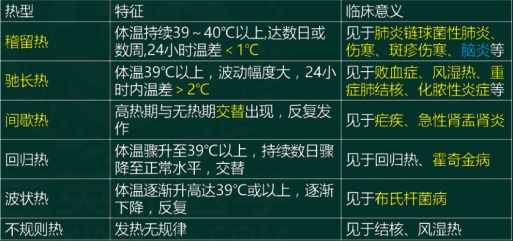 热型 特征 临床意义
稽留热 体温持续39～40℃以上,达数日或 见于肺炎链球菌性肺炎、
数周,24小时温差＜1℃ 伤寒、斑疹伤寒、脑炎等
驰长热 体温39℃以上，波动幅度大，24小 见于败血症、风湿热、重
时内温差＞2℃ 症肺结核、化脓性炎症等
间歇热 高热期与无热期交替出现，反复发 见于疟疾、急性肾盂肾炎
作
回归热 体温骤升至39℃以上，持续数日骤 见于回归热、霍奇金病
降至正常水平，交替
波状热 体温逐渐升高达39℃或以上，逐渐 见于布氏杆菌病
下降，反复
不规则热 发热无规律 见于结核、风湿热